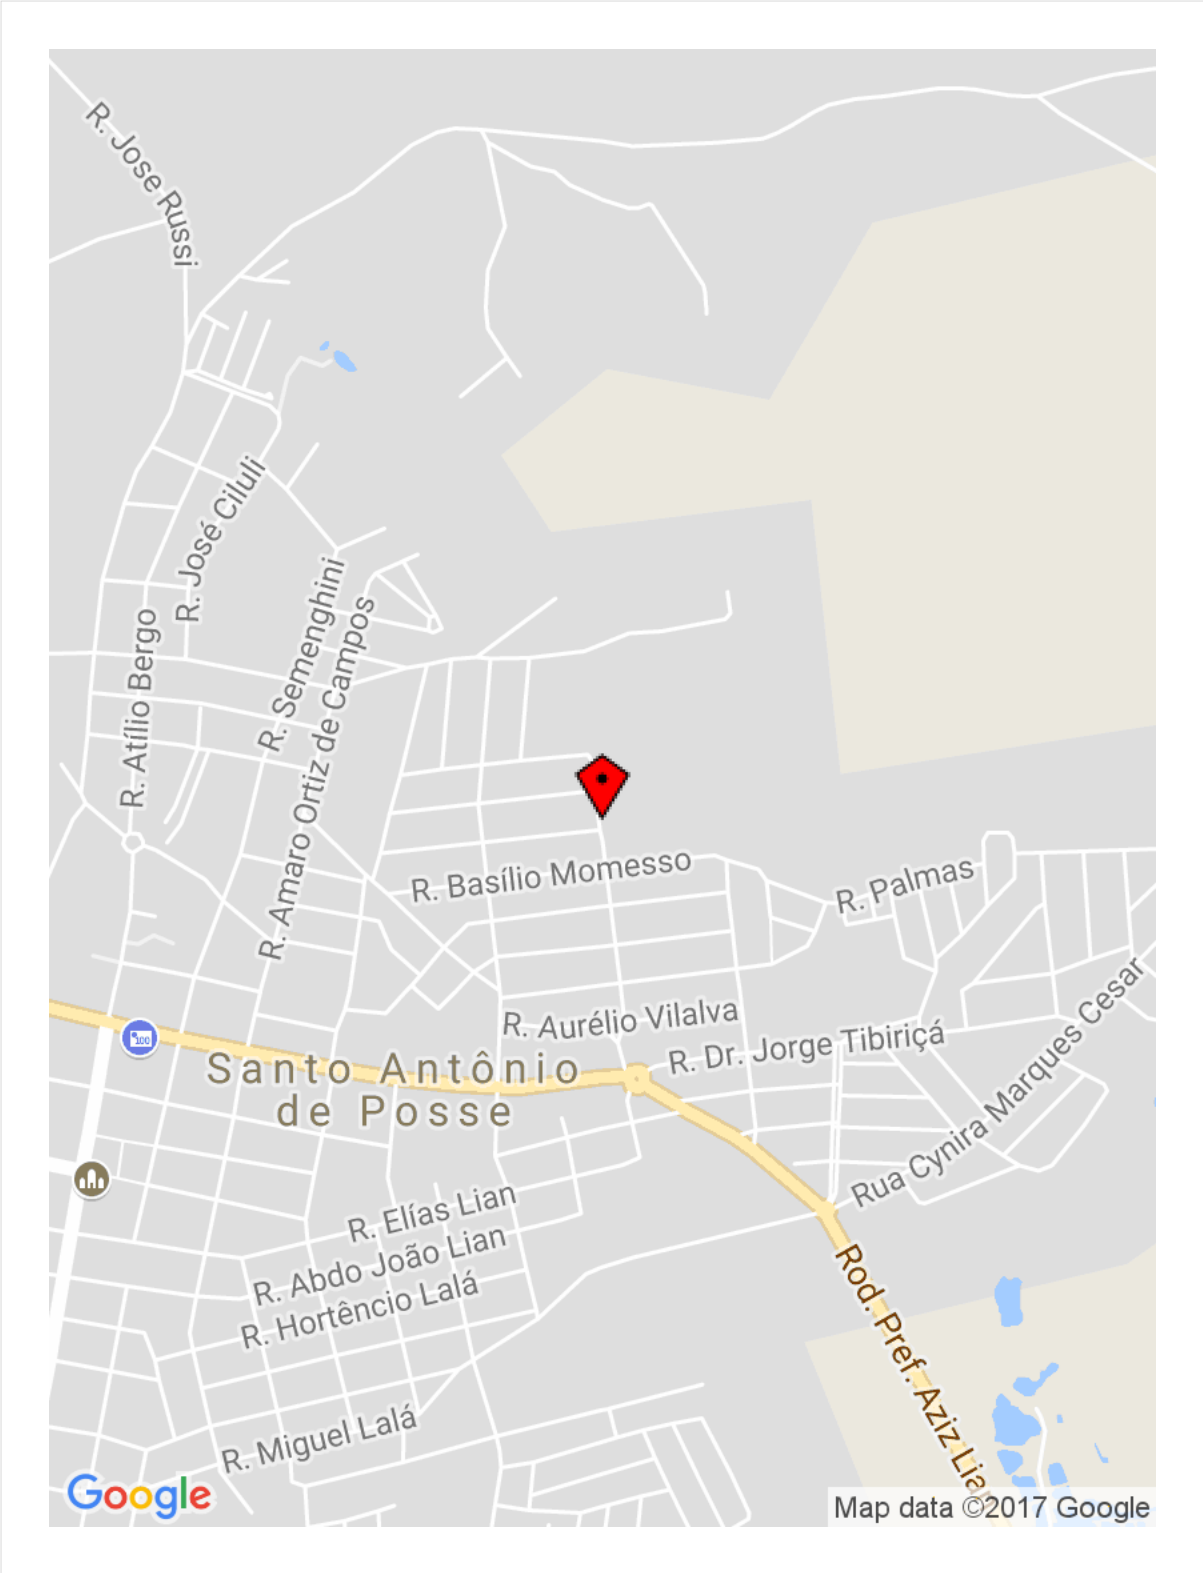 R. Jose Russi
R. José Ciluli
R. Semenghini
R. Atílio Bergo
R. Amaro Ortiz de Campos
R. Basílio Momesso
R. Palmas
R. Aurélio Vilalva
R. Dr. Jorge Tibiriçá
Rua Cynira Marques Cesar
100
Santo Antônio
de Posse
R. Elías Lian
R. Abdo João Lian
R. Hortêncio Lalá
Rod. Pref. Aziz Lian
R. Miguel Lalá
Google
Map data ©2017 Google